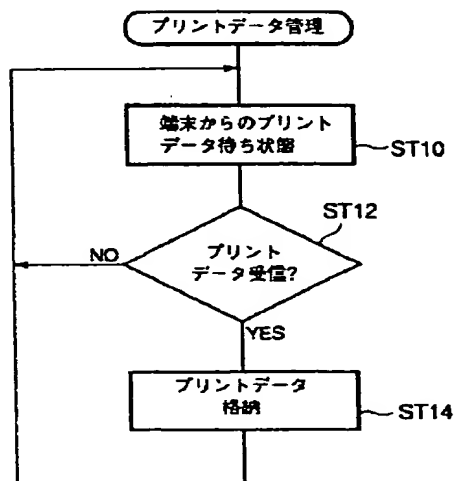 プリントデータ管理
端末からのプリント
データ待ち状態
ST10
ST12
プリント
データ受信?
NO
YES
プリントデータ
格納
ST14